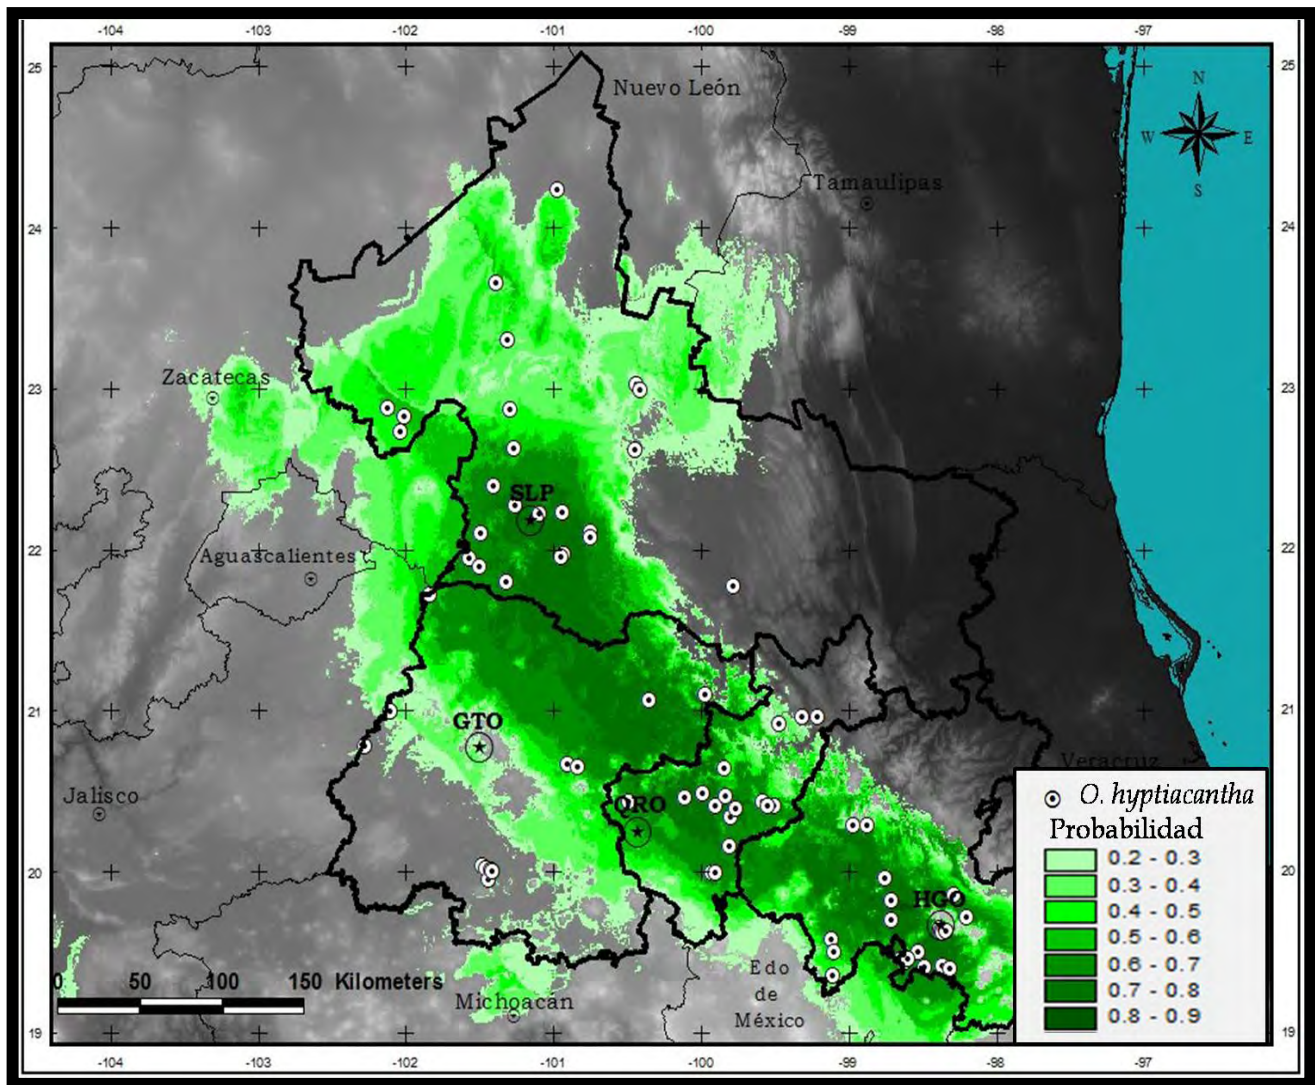 -104 -103 -102 -101 -100 -99 -98 -97
25 25
Nuevo León
N
W E
S
Tamaulipas
24 24
23 23
Zacatecas
SLP
22 22
Aguascalientes
21 21
GTO
Veracruz
Jalisco
QRO
O. hyptiacantha
Probabilidad
0.2 - 0.3
0.3 - 0.4
0.4 - 0.5
0.5 - 0.6
0.6 - 0.7
0.7 - 0.8
0.8 - 0.9
20 20
HGO
Edo
de
México
0 50 100 150 Kilometers
Michoacán
19 19
-104 -103 -102 -101 -100 -99 -98 -97